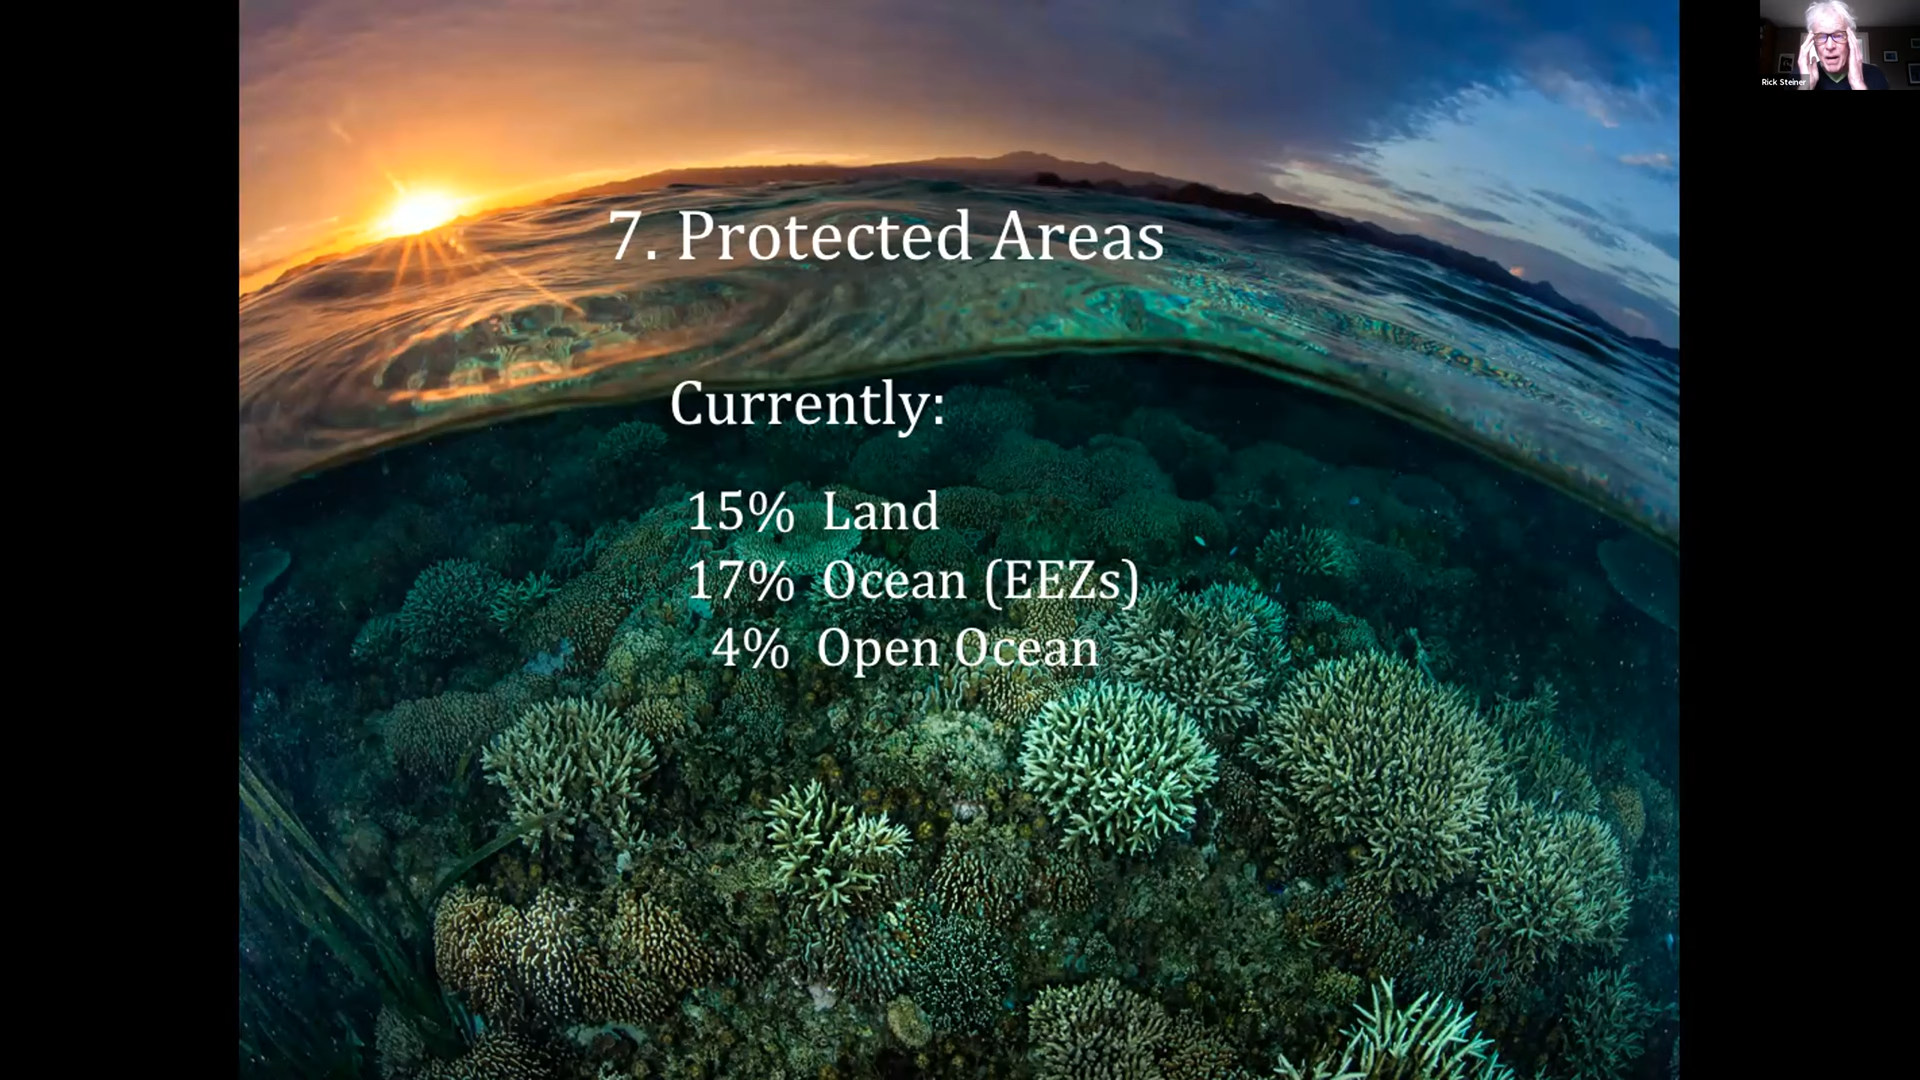 7. Protected Areas
Currently:
15% Land
17% Ocean (EEZs)
4% Open Ocean
Rick Steiner